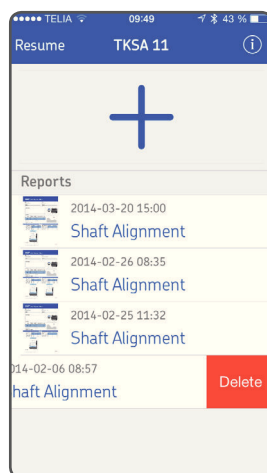 TELIA 09:49 43 %
Resume TKSA 11
Reports
2014-03-20 15:00
Shaft Alignment
2014-02-26 08:35
Shaft Alignment
2014-02-25 11:32
Shaft Alignment
014-02-06 08:57
haft Alignment
Delete